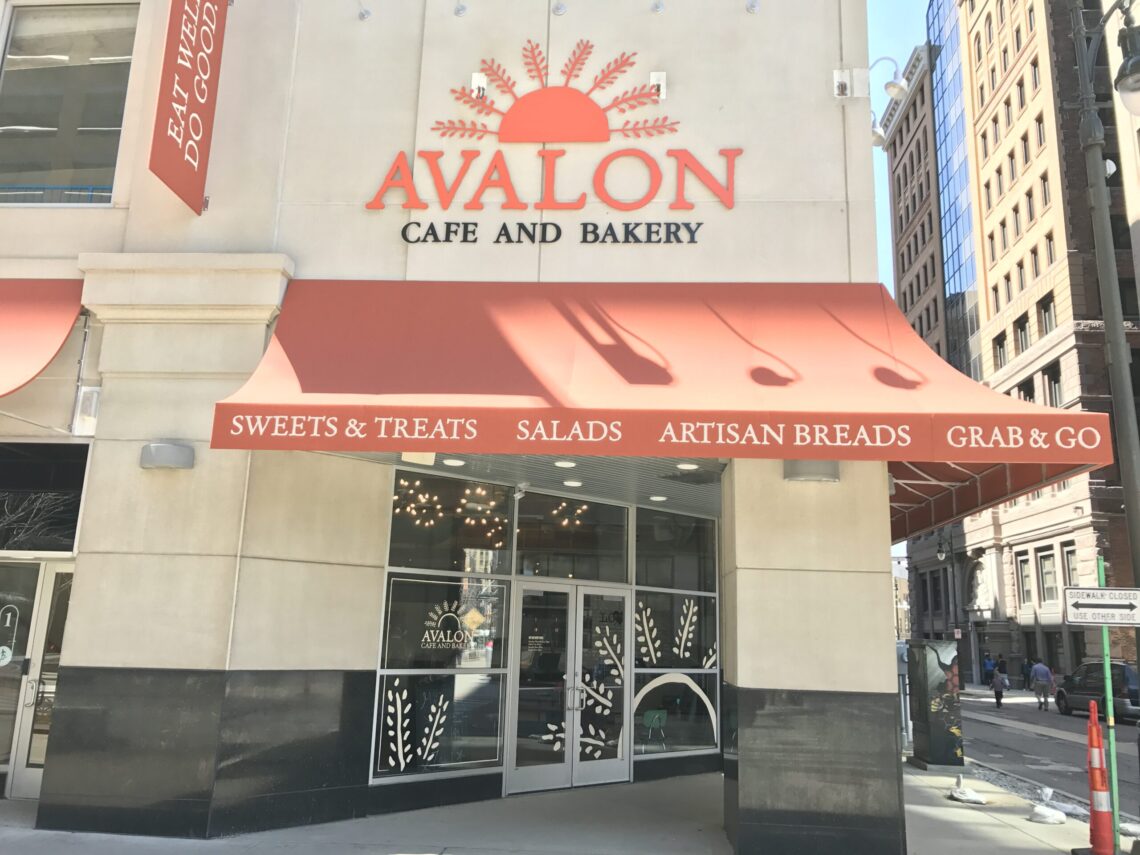 EAT WELL.
DO GOOD.
AVALON
CAFE AND BAKERY
SWEETS & TREATS SALADS ARTISAN BREADS GRAB & GO
AVALON
CAFE AND BAKERY
1
SIDEWALK CLOSED
USE OTHER SIDE